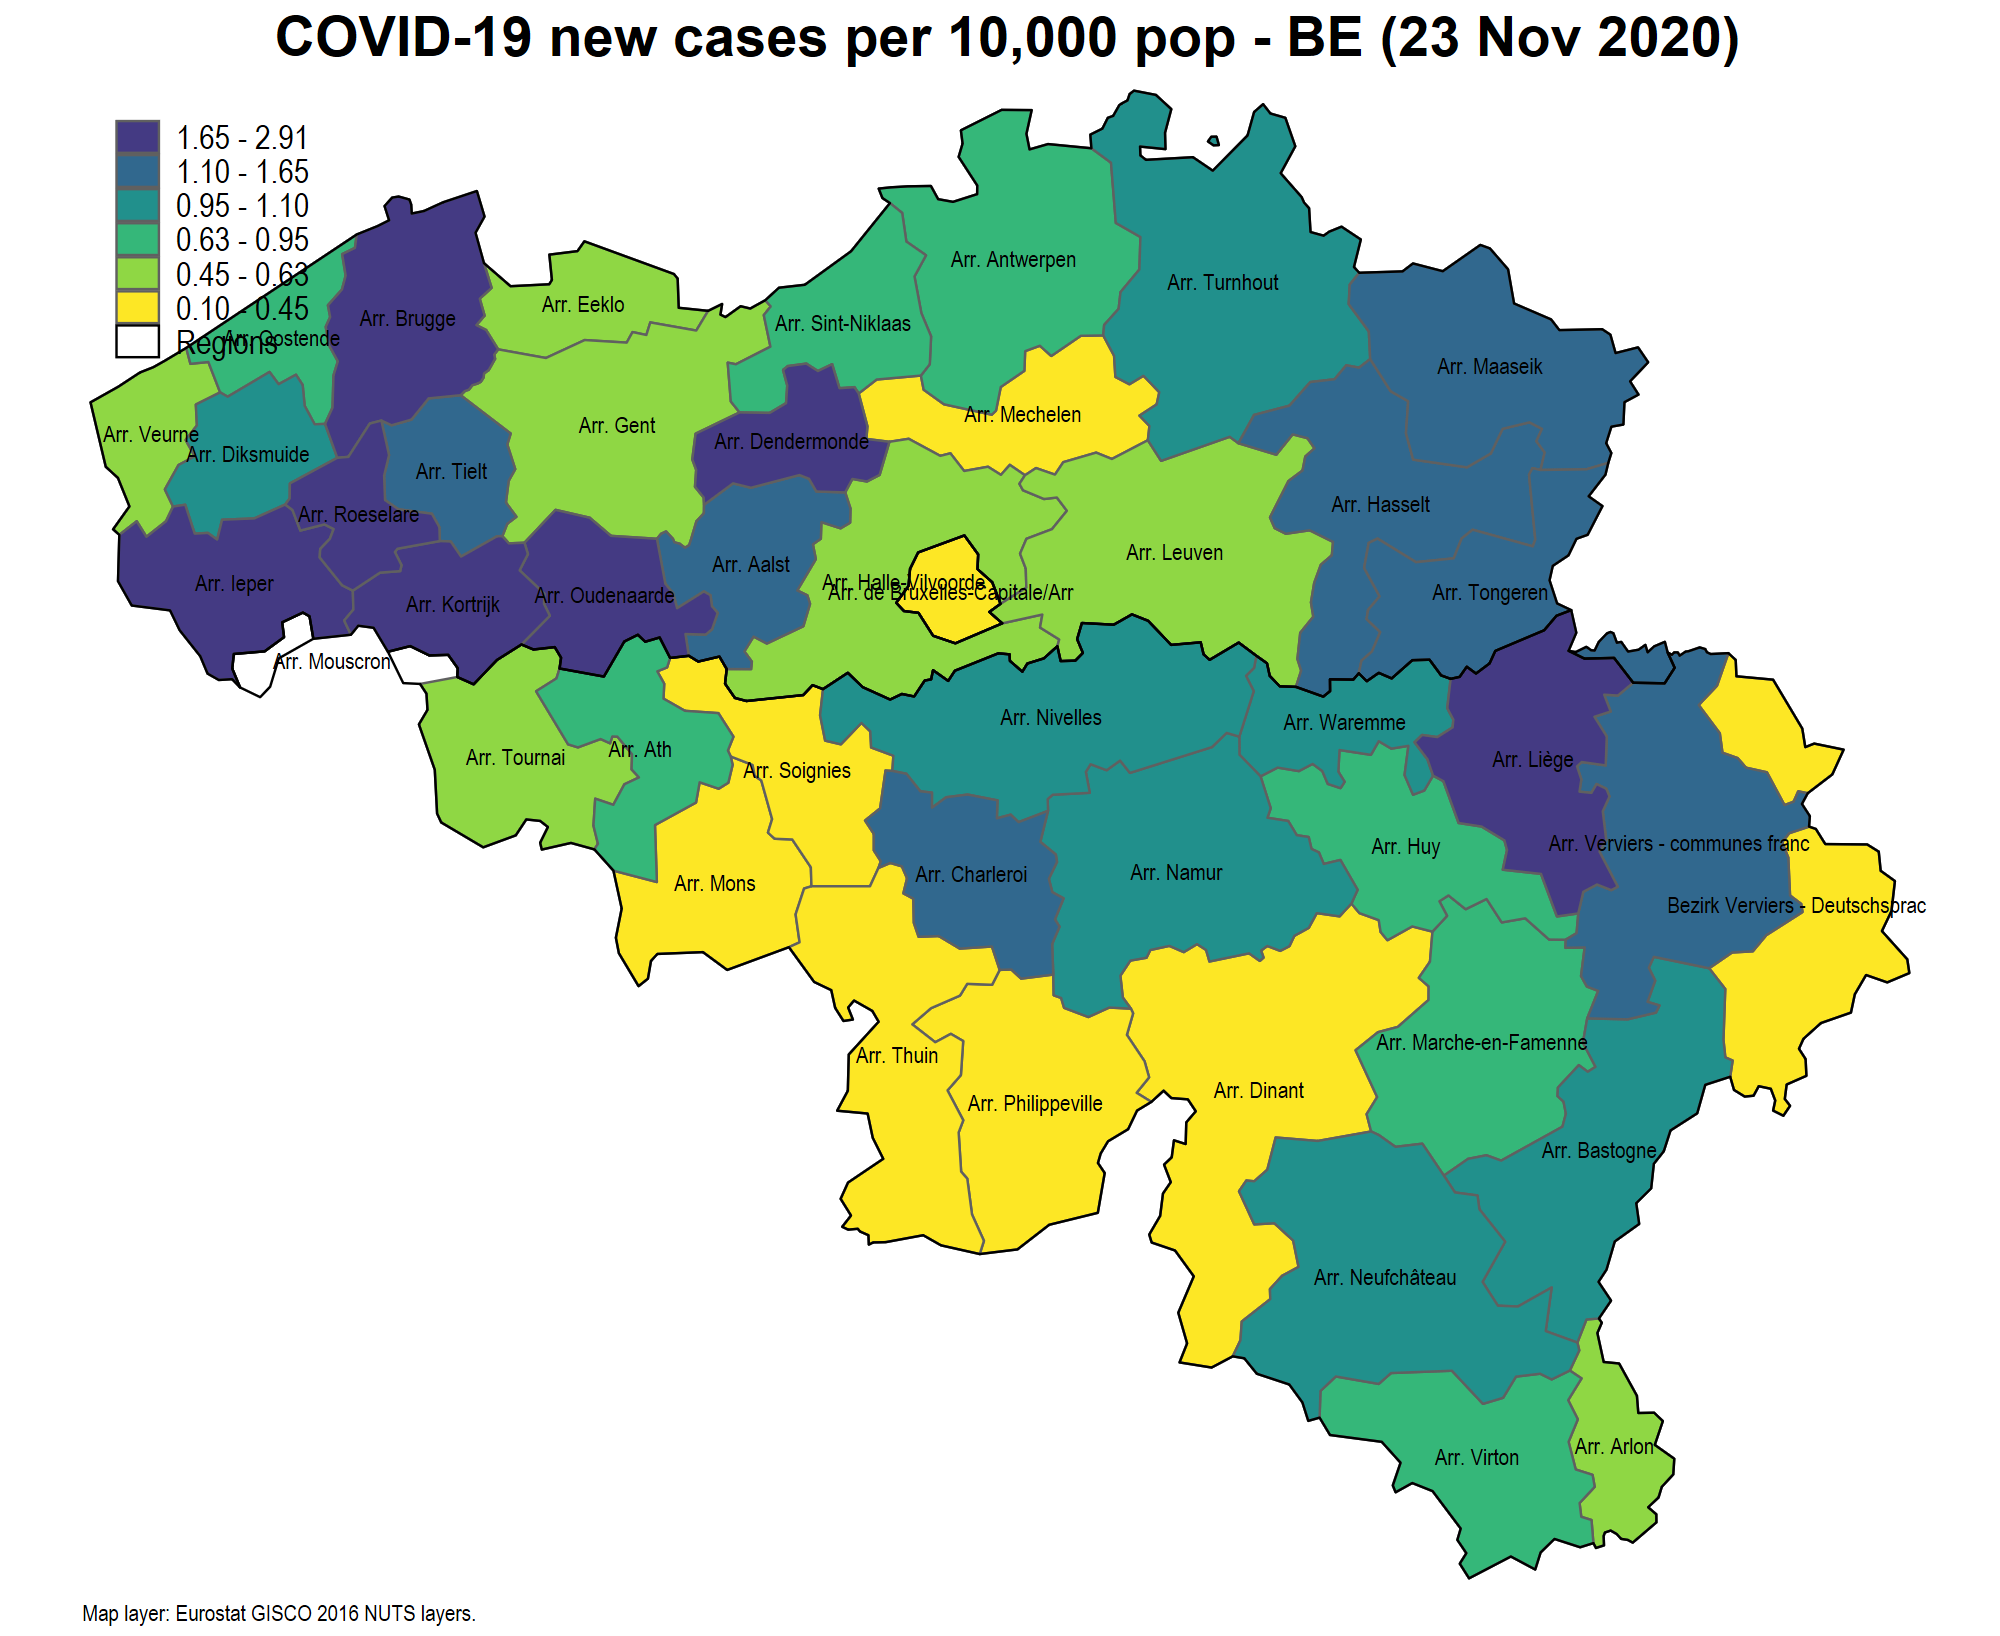 COVID-19 new cases per 10,000 pop - BE (23 Nov 2020)
1.65 - 2.91
1.10 - 1.65
0.95 - 1.10
0.63 - 0.95
0.45 - 0.63
0.10 - 0.45
Regions
Arr. Oostende
Arr. Brugge
Arr. Eeklo
Arr. Sint-Niklaas
Arr. Antwerpen
Arr. Turnhout
Arr. Maaseik
Arr. Veurne
Arr. Diksmuide
Arr. Tielt
Arr. Gent
Arr. Dendermonde
Arr. Mechelen
Arr. Roeselare
Arr. Hasselt
Arr. Ieper
Arr. Kortrijk
Arr. Oudenaarde
Arr. Aalst
Arr. Halle-Vilvoorde
Arr. de Bruxelles-Capitale/Arr
Arr. Leuven
Arr. Tongeren
Arr. Mouscron
Arr. Tournai
Arr. Ath
Arr. Soignies
Arr. Nivelles
Arr. Waremme
Arr. Liège
Arr. Mons
Arr. Charleroi
Arr. Namur
Arr. Huy
Arr. Verviers - communes franc
Bezirk Verviers - Deutschsprac
Arr. Thuin
Arr. Philippeville
Arr. Dinant
Arr. Marche-en-Famenne
Arr. Bastogne
Arr. Neufchâteau
Arr. Virton
Arr. Arlon
Map layer: Eurostat GISCO 2016 NUTS layers.